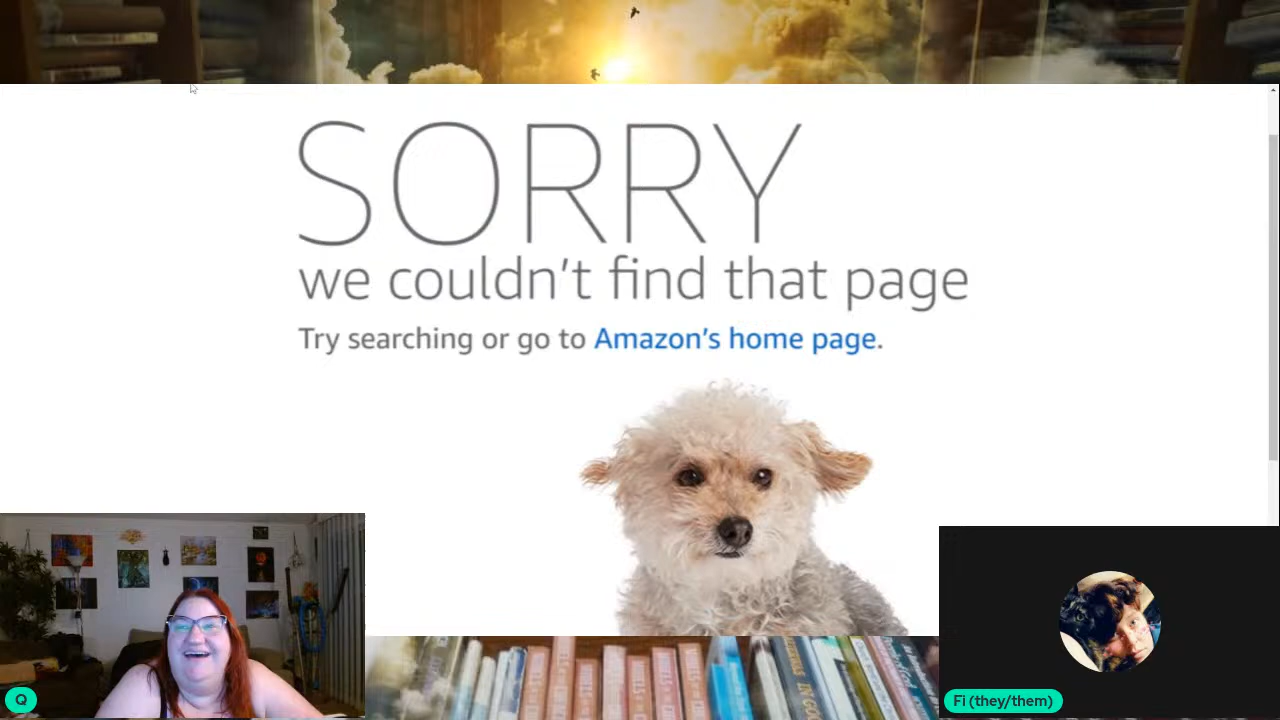 SORRY
we couldn't find that page
Try searching or go to Amazon's home page.
Q
Fi (they/them)